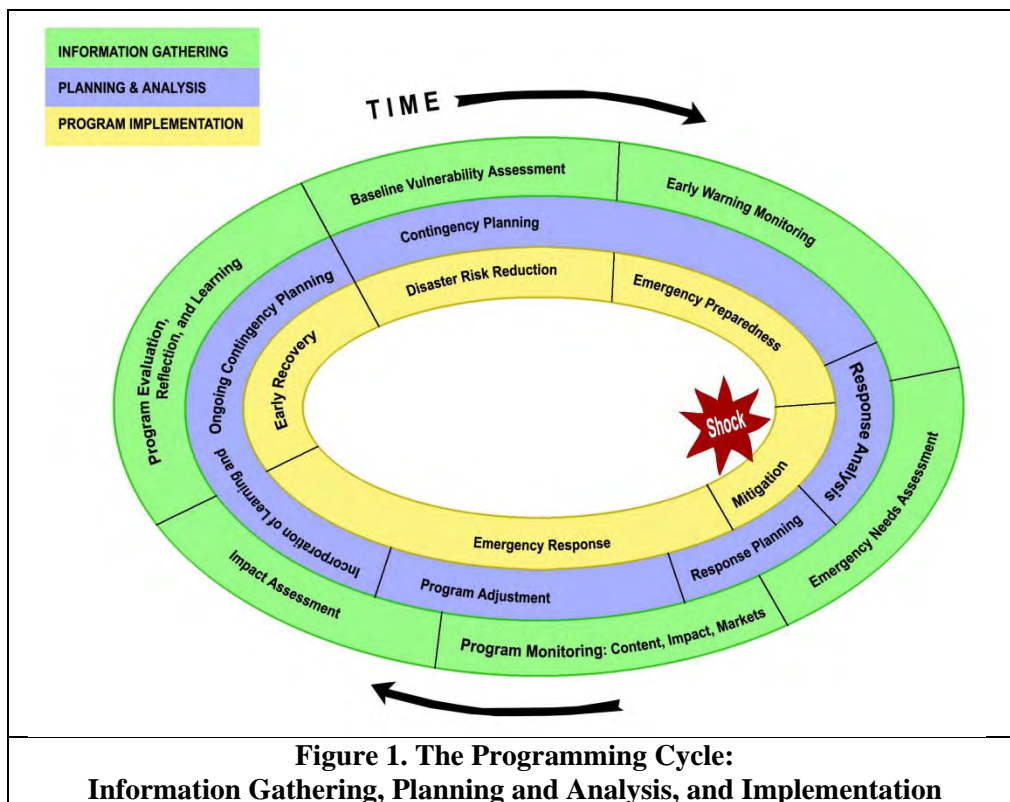 INFORMATION GATHERING
PLANNING & ANALYSIS
PROGRAM IMPLEMENTATION
TIME
Baseline Vulnerability Assessment
Early Warning Monitoring
Emergency Needs Assessment
Program Monitoring: Content, Impact, Markets
Impact Assessment
Program Evaluation,
Reflection, and Learning
Contingency Planning
Response Analysis
Response Planning
Program Adjustment
Incorporation of Learning and
Ongoing Contingency Planning
Disaster Risk Reduction
Emergency Preparedness
Mitigation
Emergency Response
Early Recovery
Shock
Figure 1. The Programming Cycle:
Information Gathering, Planning and Analysis, and Implementation